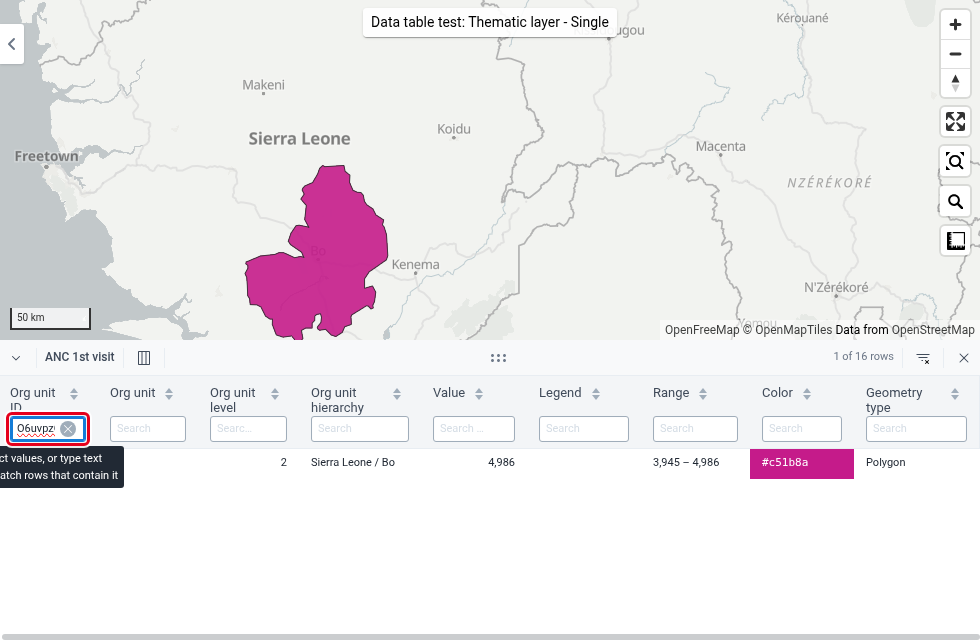 Data table test: Thematic layer - Single
Kérouané
Makeni
Koidu
Sierra Leone
Freetown
Macenta
NZÉRÉKORÉ
Bo
Kenema
N'Zérékoré
50 km
OpenFreeMap © OpenMapTiles Data from OpenStreetMap
ANC 1st visit
1 of 16 rows
Org unit ID
Org unit
Org unit level
Org unit hierarchy
Value
Legend
Range
Color
Geometry type
O6uvpz
Search
Searc…
Search
Search …
Search
Search
Search
Search
ct values, or type text
atch rows that contain it
2
Sierra Leone / Bo
4,986
3,945 – 4,986
#c51b8a
Polygon